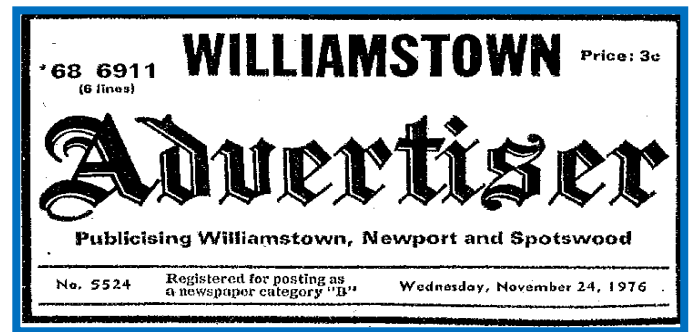 WILLIAMSTOWN
*68 6911
(6 lines)
Price: 3c
Advertiser
Publicising Williamstown, Newport and Spotswood
No. 5524
Registered for posting as
a newspaper category "B"
Wednesday, November 24, 1976